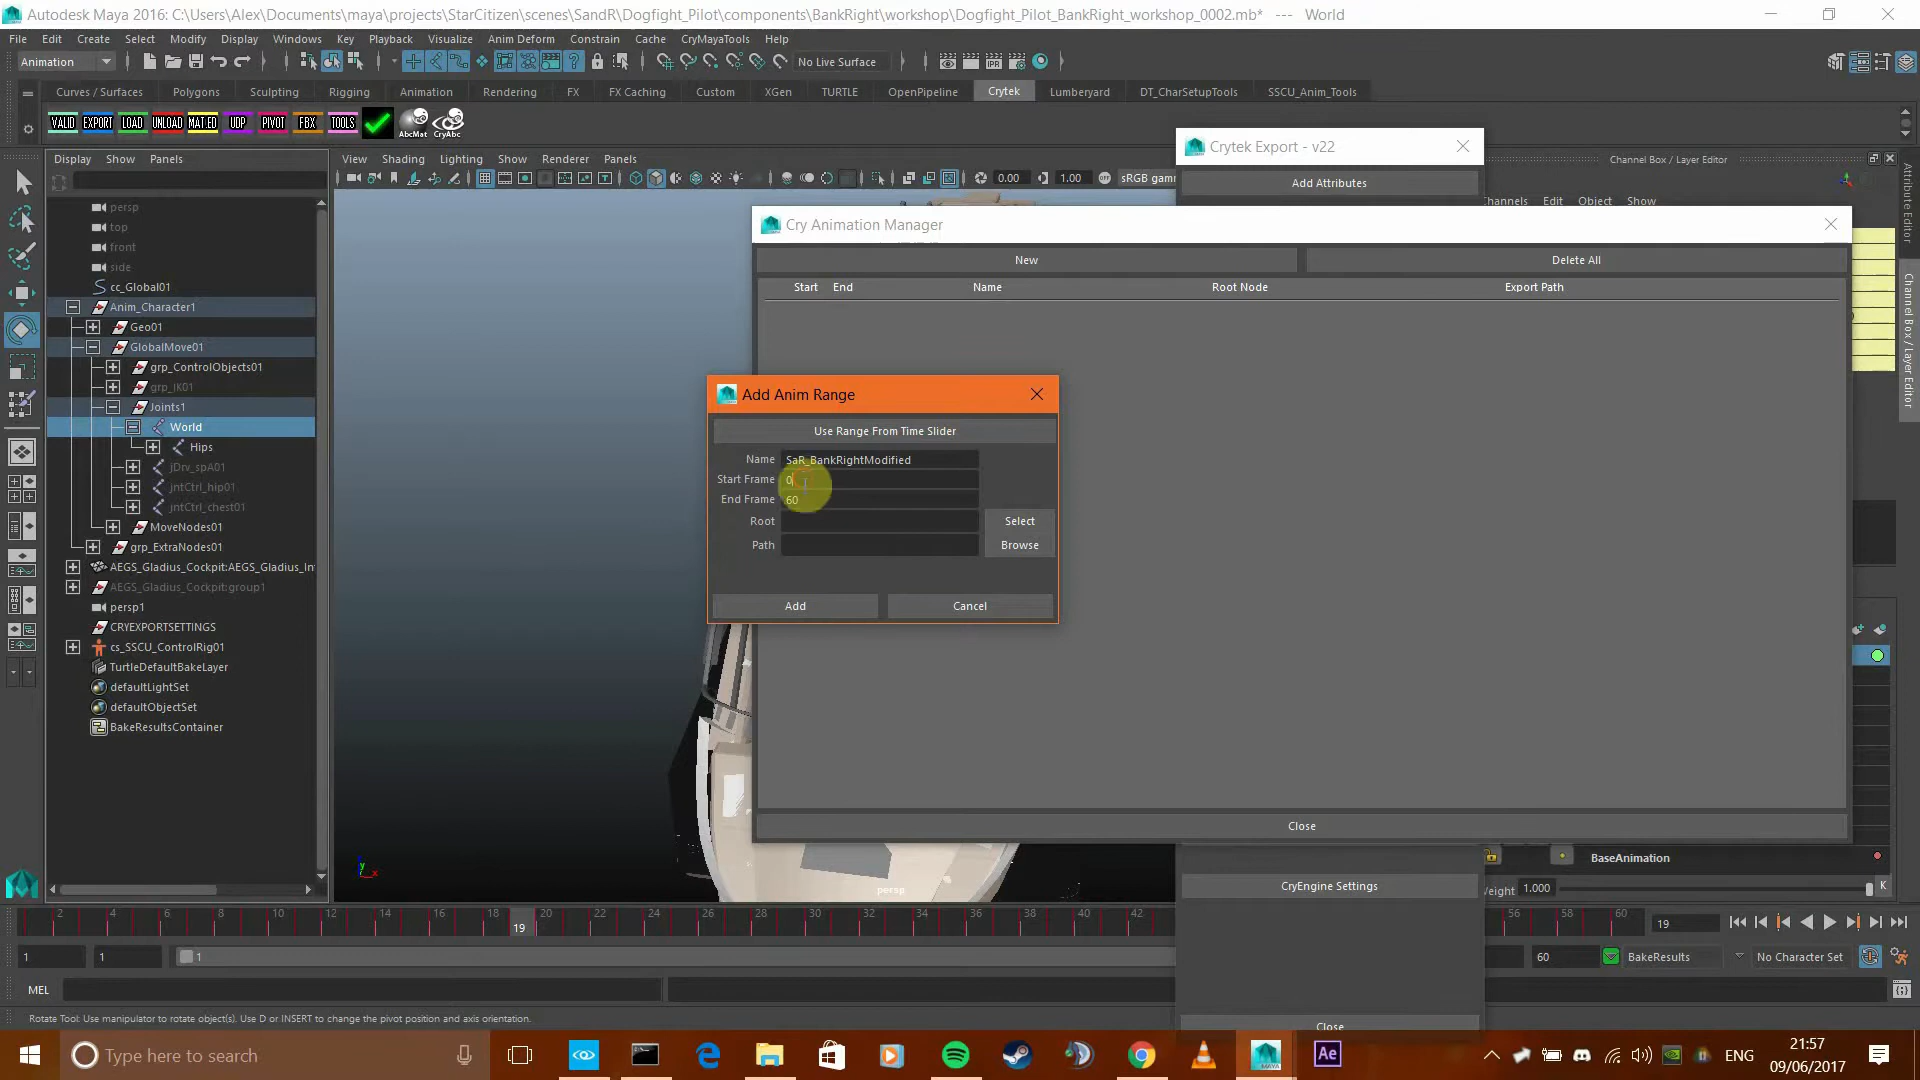 Autodesk Maya 2016: C:\Users\Alex\Documents\maya\projects\StarCitizen\scenes\SandR\Dogfight_Pilot\components\BankRight\workshop\Dogfight_Pilot_BankRight_workshop_0002.mb* --- World
File Edit Create Select Modify Display Windows Key Playback Visualize Anim Deform Constrain Cache CryMayaTools Help
Animation No Live Surface
Curves / Surfaces Polygons Sculpting Rigging Animation Rendering FX FX Caching Custom XGen TURTLE OpenPipeline Crytek Lumberyard DT_CharSetupTools SSCU_Anim_Tools
VALID EXPORT LOAD UNLOAD MAT:ED UDP PIVOT FBX TOOLS AbcMat CryAbc
Display Show Panels
View Shading Lighting Show Renderer Panels
0.00 1.00 sRGB gamm
Crytek Export - v22
Add Attributes
Channel Box / Layer Editor
hannels Edit Object Show
Attribute Editor
Channel Box / Layer Editor
persp
top
front
side
cc_Global01
Anim_Character1
Geo01
GlobalMove01
grp_ControlObjects01
grp_IK01
Joints1
World
Hips
jDrv_spA01
jntCtrl_hip01
jntCtrl_chest01
MoveNodes01
grp_ExtraNodes01
AEGS_Gladius_Cockpit:AEGS_Gladius_In
AEGS_Gladius_Cockpit:group1
persp1
CRYEXPORTSETTINGS
cs_SSCU_ControlRig01
TurtleDefaultBakeLayer
defaultLightSet
defaultObjectSet
BakeResultsContainer
Cry Animation Manager
New Delete All
Start End Name Root Node Export Path
Add Anim Range
Use Range From Time Slider
Name SaR_BankRightModified
Start Frame 0
End Frame 60
Root Select
Path Browse
Add Cancel
Close
persp
BaseAnimation
eight 1.000 K
CryEngine Settings
Close
2 4 6 8 10 12 14 16 18 19 20 22 24 26 28 30 32 34 36 38 40 42 56 58 60 19
1 1 1 60 BakeResults No Character Set
MEL
Rotate Tool: Use manipulator to rotate object(s). Use D or INSERT to change the pivot position and axis orientation.
Type here to search
Ae
ENG
21:57
09/06/2017